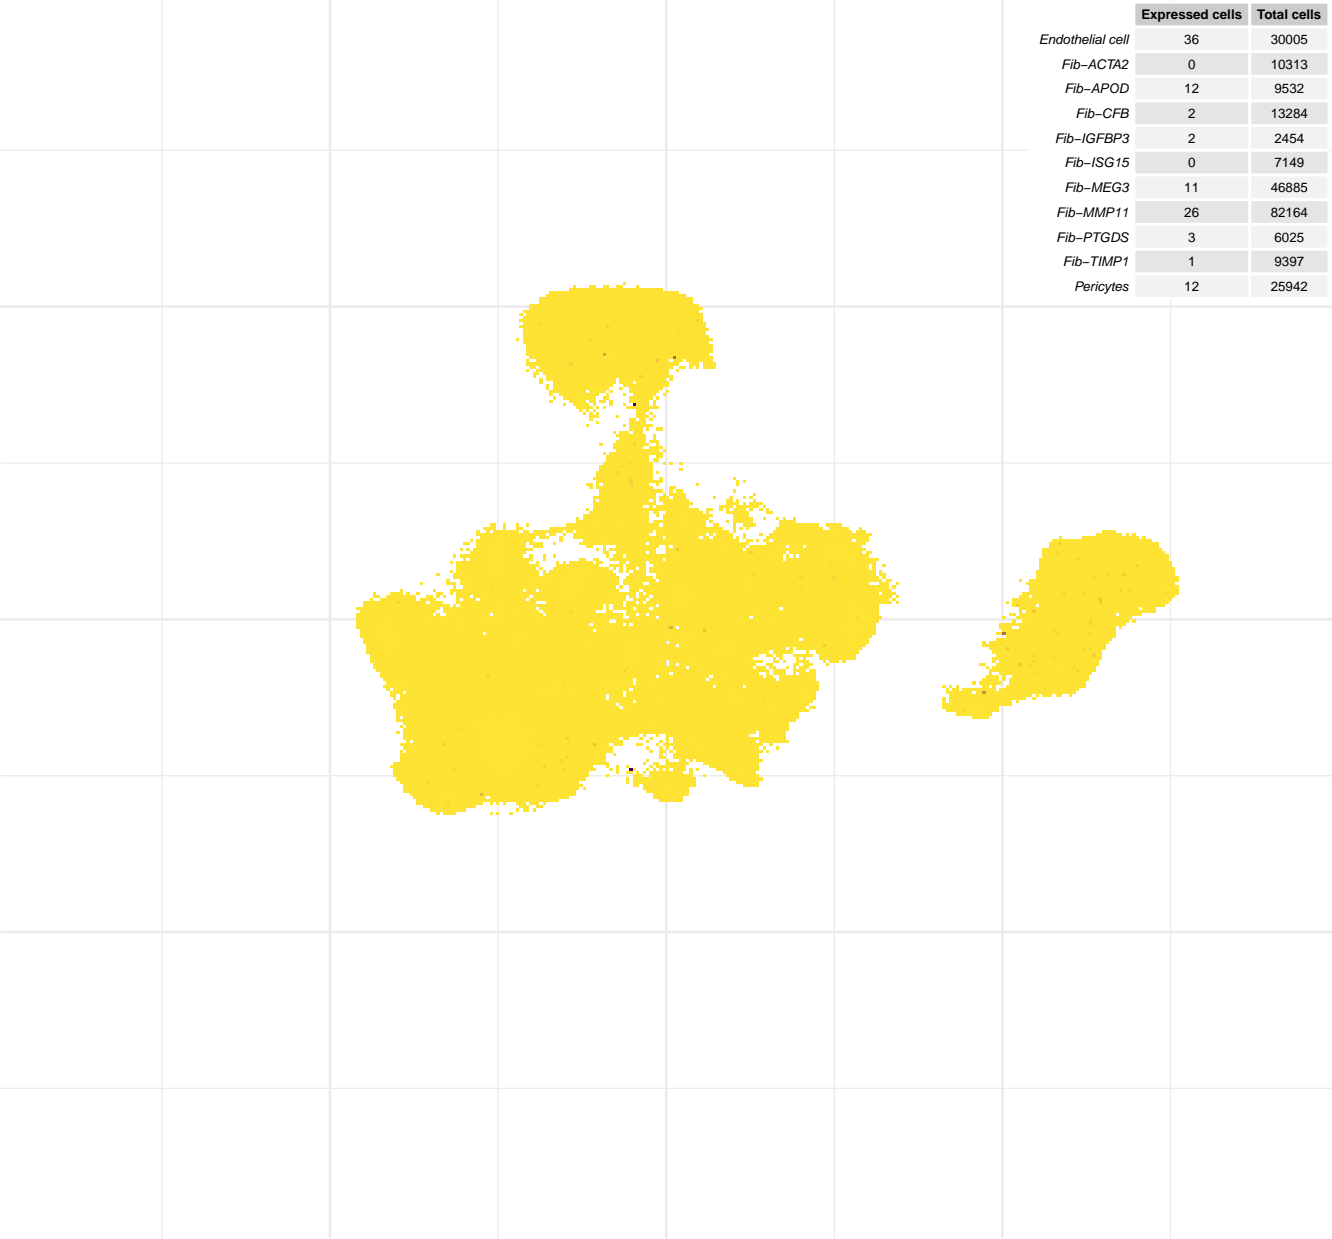 Expressed cells Total cells
Endothelial cell 36 30005
Fib−ACTA2 0 10313
Fib−APOD 12 9532
Fib−CFB 2 13284
Fib−IGFBP3 2 2454
Fib−ISG15 0 7149
Fib−MEG3 11 46885
Fib−MMP11 26 82164
Fib−PTGDS 3 6025
Fib−TIMP1 1 9397
Pericytes 12 25942